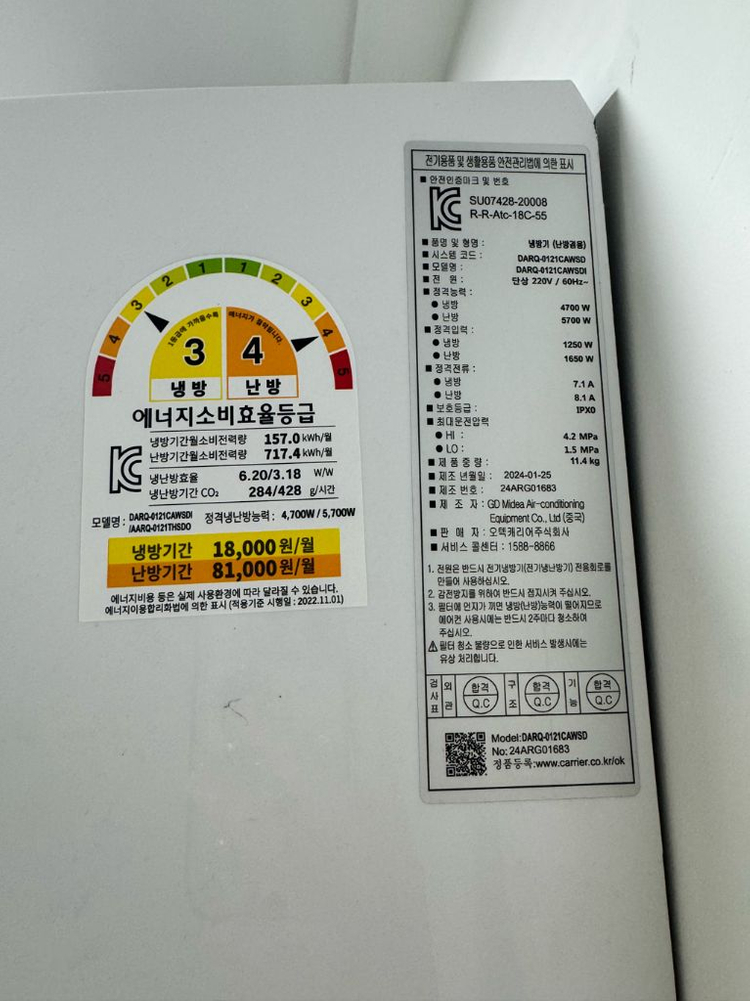 5 4 3 2 1 1 2 3 4 5
1등급에 가까울수록 에너지가 절약됩니다.
3 4
냉방 난방
에너지소비효율등급
냉방기간월소비전력량 157.0 kWh/월
난방기간월소비전력량 717.4 kWh/월
냉난방효율 6.20/3.18 W/W
냉난방기간 CO₂ 284/428 g/시간
모델명 : DARQ-0121CAWSDI /AARQ-0121THSDO 정격냉난방능력 : 4,700W / 5,700W
냉방기간 18,000원/월
난방기간 81,000원/월
에너지비용 등은 실제 사용환경에 따라 달라질 수 있습니다.
에너지이용합리화법에 의한 표시 (적용기준 시행일 : 2022.11.01)
전기용품 및 생활용품 안전관리법에 의한 표시
■ 안전인증마크 및 번호
SU07428-20008
R-R-Atc-18C-55
■ 품명 및 형명 : 냉방기 (난방겸용)
■ 시스템 코드 : DARQ-0121CAWSD
■ 모델명 : DARQ-0121CAWSDI
■ 전 원 : 단상 220V / 60Hz~
■ 정격능력 :
● 냉방 4700 W
● 난방 5700 W
■ 정격입력 :
● 냉방 1250 W
● 난방 1650 W
■ 정격전류 :
● 냉방 7.1 A
● 난방 8.1 A
■ 보호등급 : IPX0
■ 최대운전압력
● HI : 4.2 MPa
● LO : 1.5 MPa
■ 제 품 중 량 : 11.4 kg
■ 제조 년월일 : 2024-01-25
■ 제조 번호 : 24ARG01683
■ 제 조 자 : GD Midea Air-conditioning
Equipment Co., Ltd (중국)
■ 판 매 자 : 오텍캐리어주식회사
■ 서비스 콜센터 : 1588-8866
1. 전원은 반드시 전기냉방기(전기냉난방기) 전용회로를
만들어 사용하십시오.
2. 감전방지를 위하여 반드시 접지시켜 주십시오.
3. 필터에 먼지가 끼면 냉방(난방)능력이 떨어지므로
에어컨 사용시에는 반드시 2주마다 청소하여
주십시오.
⚠ 필터 청소 불량으로 인한 서비스 발생시에는
유상 처리합니다.
검사표 외관 합격 Q.C 구조 합격 Q.C 기능 합격 Q.C
Model:DARQ-0121CAWSD
No: 24ARG01683
정품등록:www.carrier.co.kr/ok